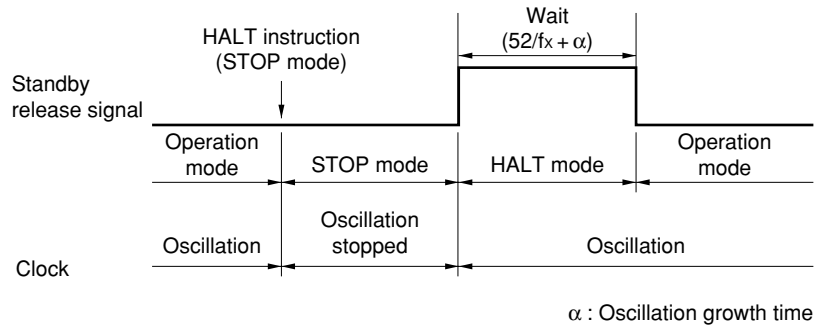 Wait
(52/fx + α)
HALT instruction
(STOP mode)
Standby
release signal
Operation
mode
STOP mode
HALT mode
Operation
mode
Oscillation
Oscillation
stopped
Oscillation
Clock
α : Oscillation growth time